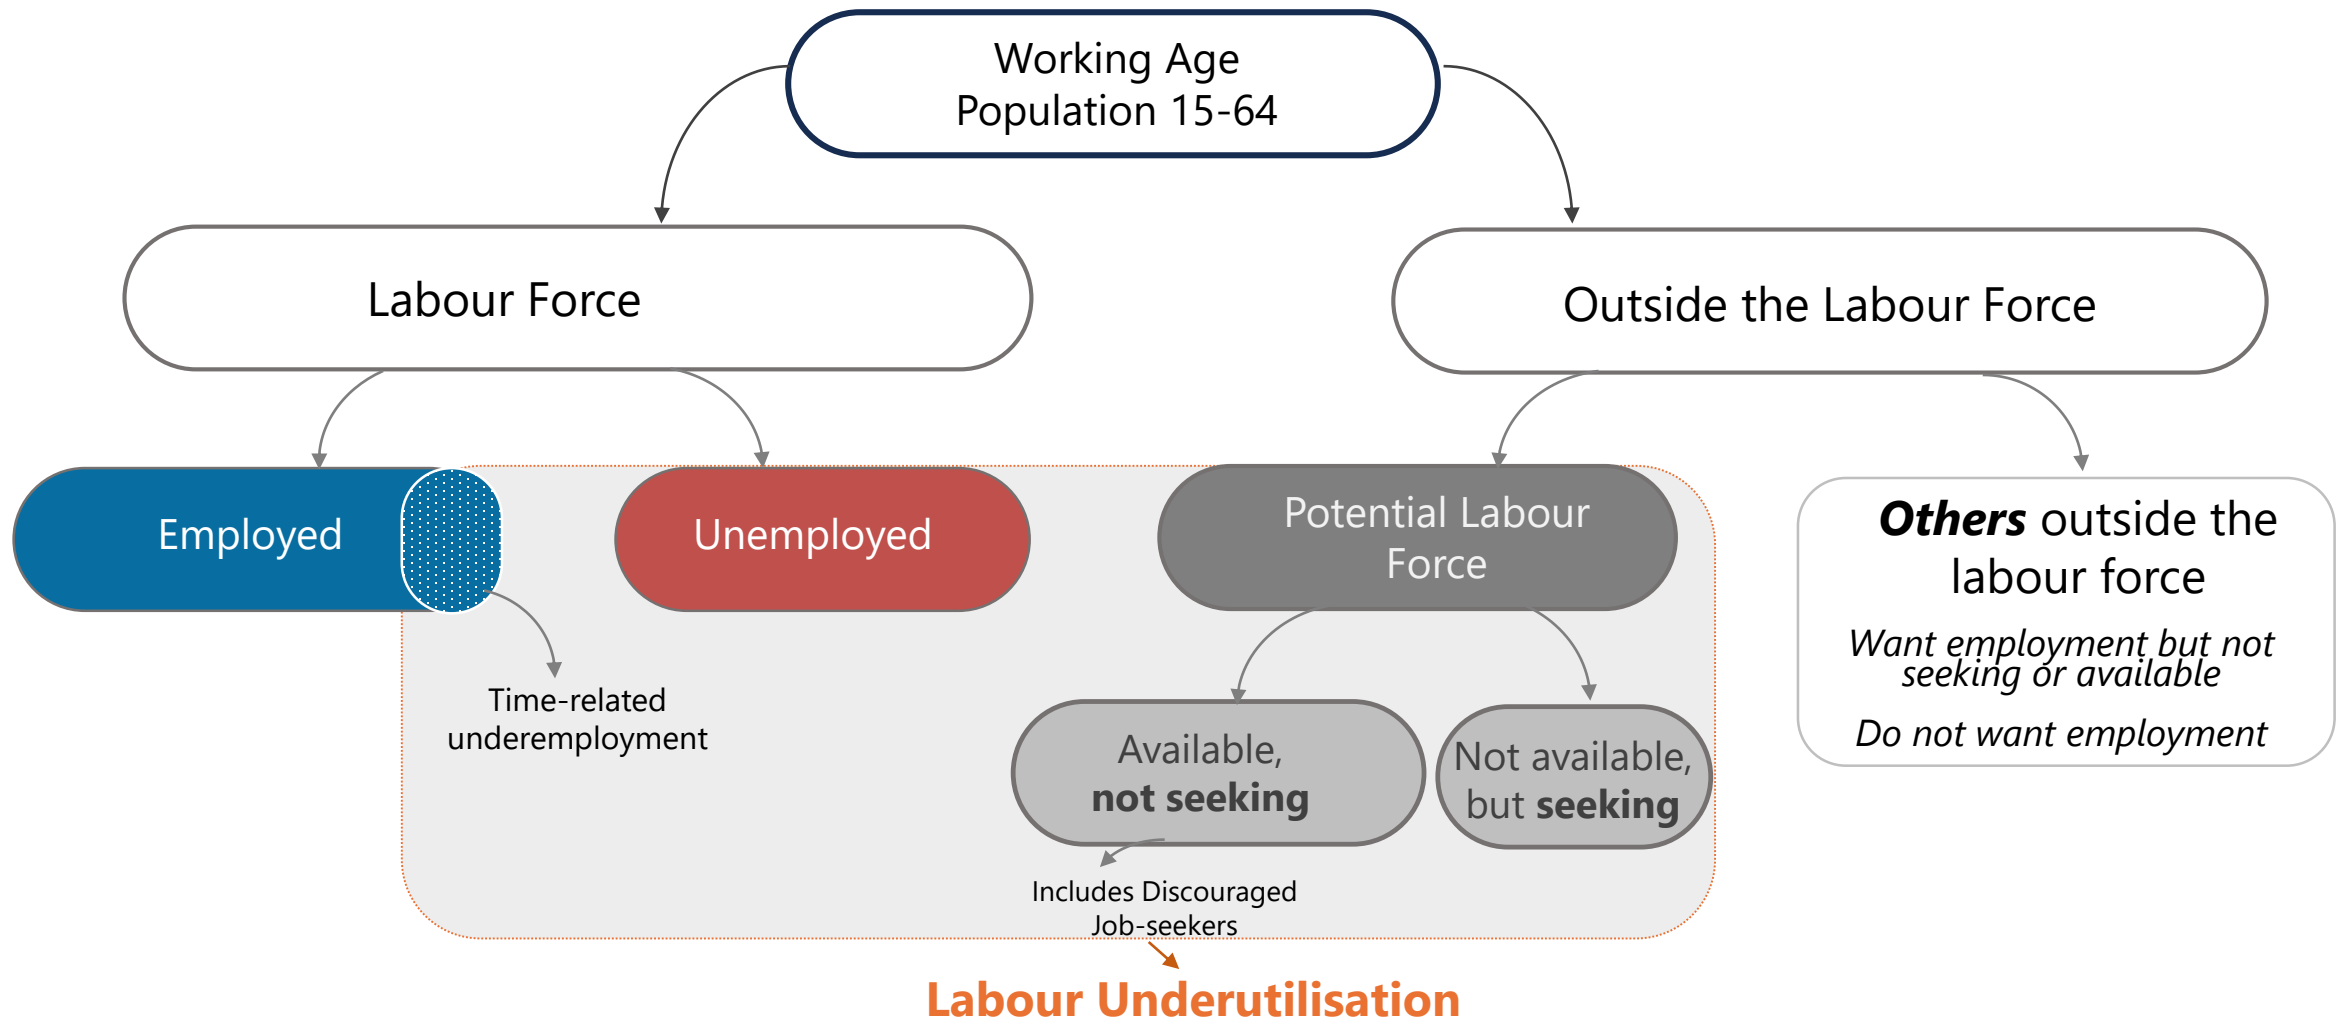 Working Age
Population 15-64
Labour Force
Outside the Labour Force
Employed
Unemployed
Potential Labour
Force
Others outside the
labour force
Want employment but not
seeking or available
Do not want employment
Time-related
underemployment
Available,
not seeking
Not available,
but seeking
Includes Discouraged
Job-seekers
Labour Underutilisation